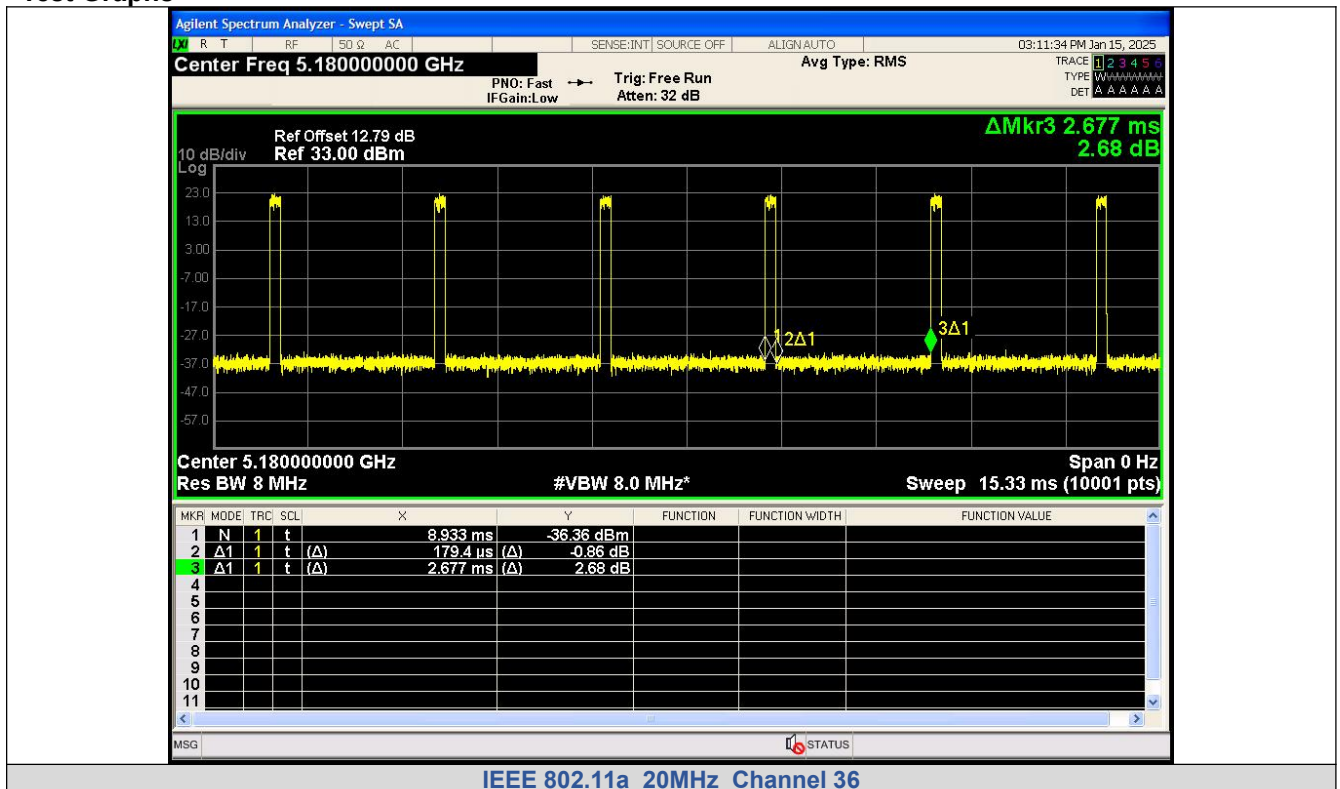 Test Graphs
Agilent Spectrum Analyzer - Swept SA
LXI R T RF 50 Ω AC SENSE:INT SOURCE OFF ALIGN AUTO 03:11:34 PM Jan 15, 2025
Center Freq 5.180000000 GHz Avg Type: RMS TRACE 1 2 3 4 5 6
PNO: Fast Trig: Free Run TYPE WWWWWW
IFGain:Low Atten: 32 dB DET A A A A A A
ΔMkr3 2.677 ms
Ref Offset 12.79 dB
10 dB/div Ref 33.00 dBm 2.68 dB
Log
23.0
13.0
3.00
-7.00
-17.0
-27.0
1 2Δ1 3Δ1
-37.0
-47.0
-57.0
Center 5.180000000 GHz Span 0 Hz
Res BW 8 MHz #VBW 8.0 MHz* Sweep 15.33 ms (10001 pts)
MKR MODE TRC SCL X Y FUNCTION FUNCTION WIDTH FUNCTION VALUE
1 N 1 t 8.933 ms -36.36 dBm
2 Δ1 1 t (Δ) 179.4 µs (Δ) -0.86 dB
3 Δ1 1 t (Δ) 2.677 ms (Δ) 2.68 dB
4
5
6
7
8
9
10
11
MSG STATUS
IEEE 802.11a_20MHz_Channel 36